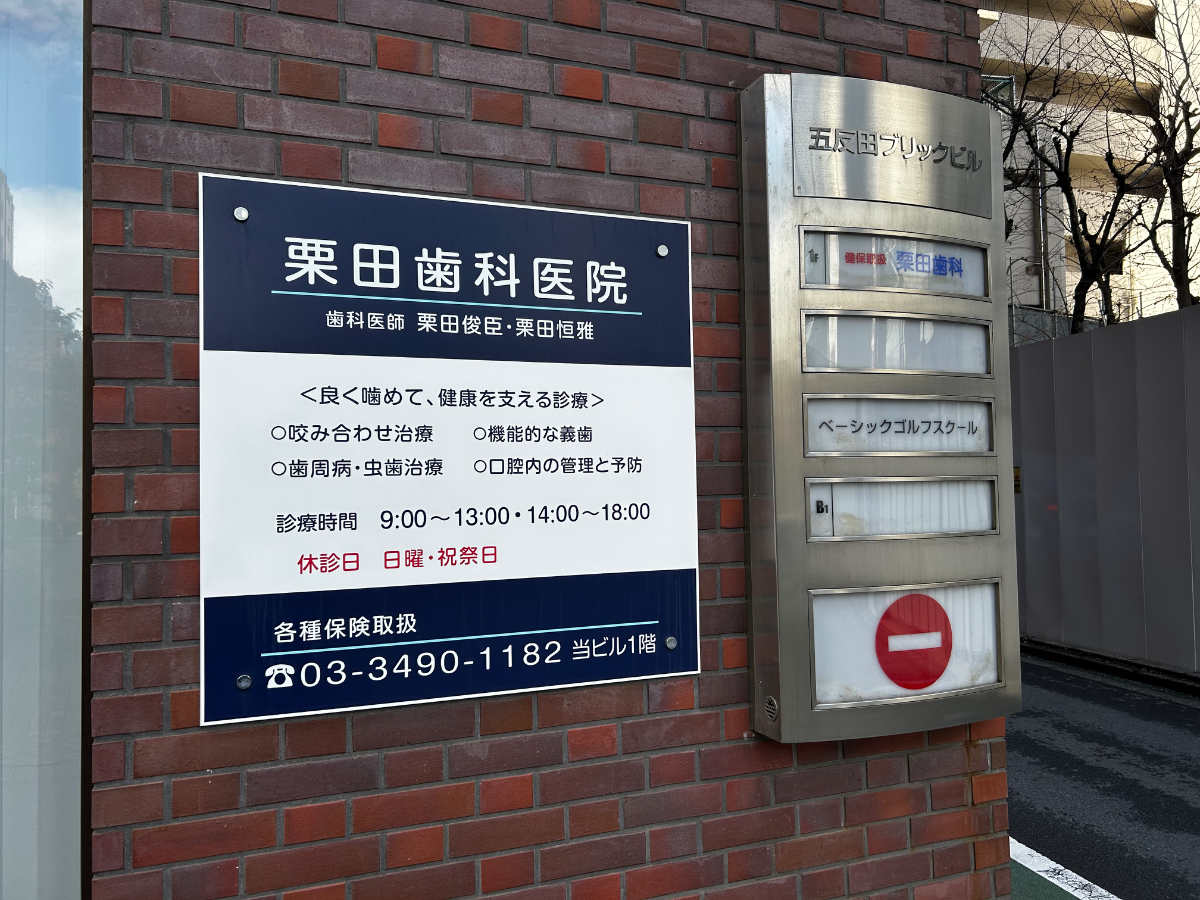 栗田歯科医院
歯科医師 栗田俊臣・栗田恒雅
＜良く噛めて、健康を支える診療＞
○咬み合わせ治療 ○機能的な義歯
○歯周病・虫歯治療 ○口腔内の管理と予防
診療時間 9:00～13:00・14:00～18:00
休診日 日曜・祝祭日
各種保険取扱
☎03-3490-1182 当ビル1階
五反田ブリックビル
1F 健保取扱 栗田歯科
ベーシックゴルフスクール
B1